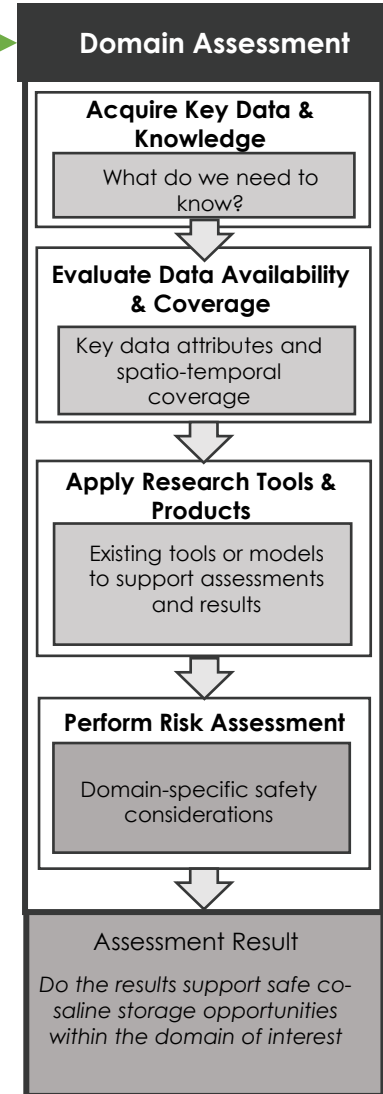 Domain Assessment
Acquire Key Data &
Knowledge
What do we need to
know?
Evaluate Data Availability
& Coverage
Key data attributes and
spatio-temporal
coverage
Apply Research Tools &
Products
Existing tools or models
to support assessments
and results
Perform Risk Assessment
Domain-specific safety
considerations
Assessment Result
Do the results support safe co-
saline storage opportunities
within the domain of interest